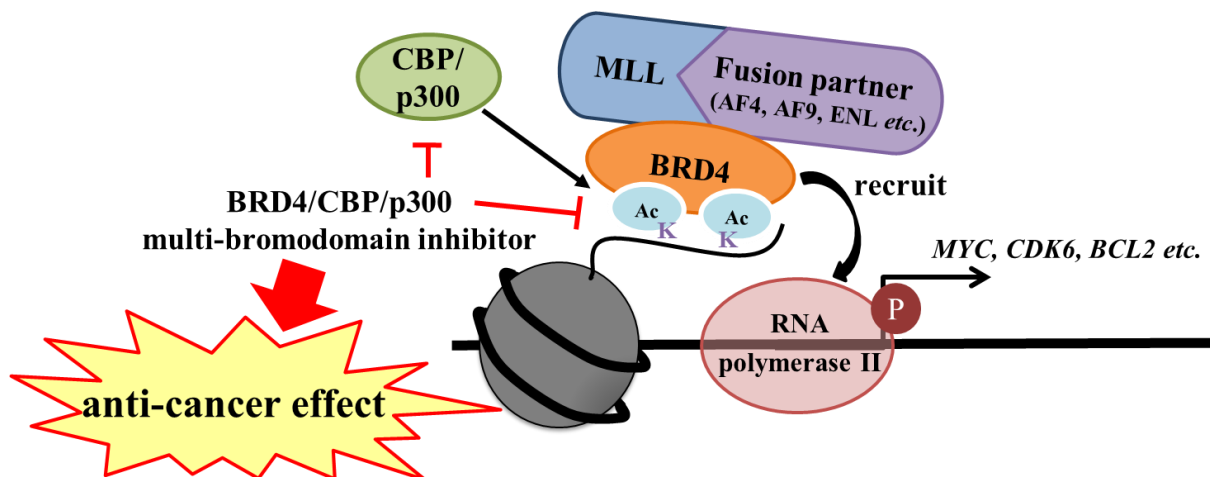 CBP/
p300
MLL
Fusion partner
(AF4, AF9, ENL etc.)
BRD4
recruit
Ac
K
Ac
K
BRD4/CBP/p300
multi-bromodomain inhibitor
MYC, CDK6, BCL2 etc.
P
RNA
polymerase II
anti-cancer effect